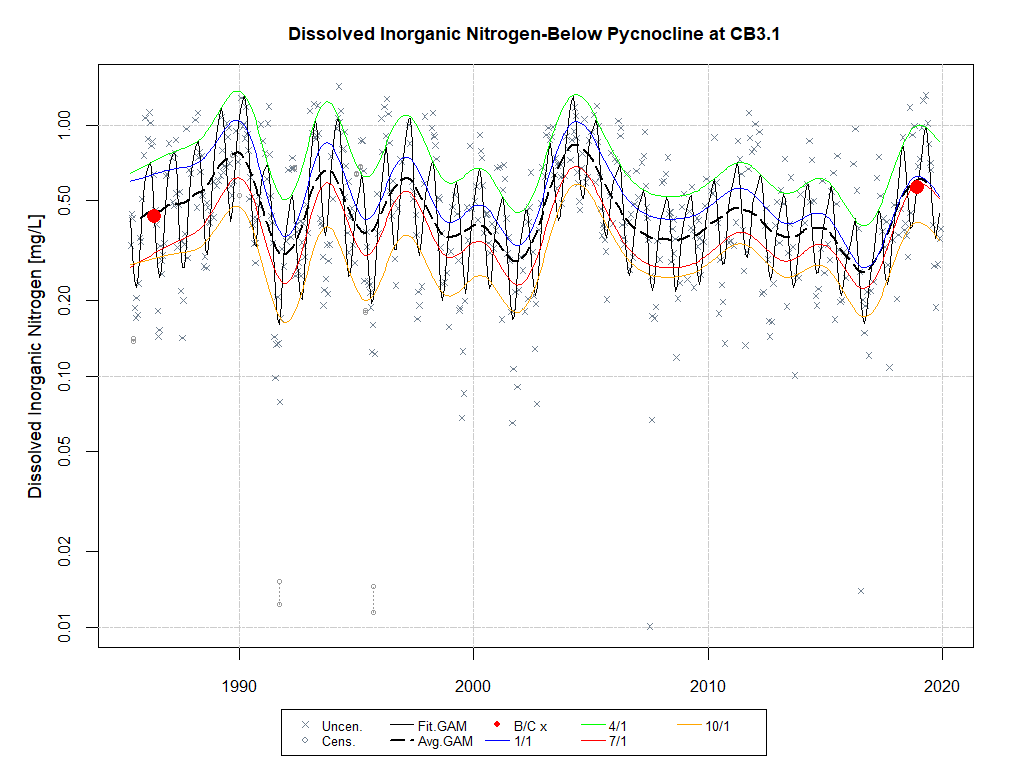 Dissolved Inorganic Nitrogen-Below Pycnocline at CB3.1
Dissolved Inorganic Nitrogen [mg/L]
1.00
0.50
0.20
0.10
0.05
0.02
0.01
1990 2000 2010 2020
Uncen. Fit.GAM B/C x 4/1 10/1
Cens. Avg.GAM 1/1 7/1